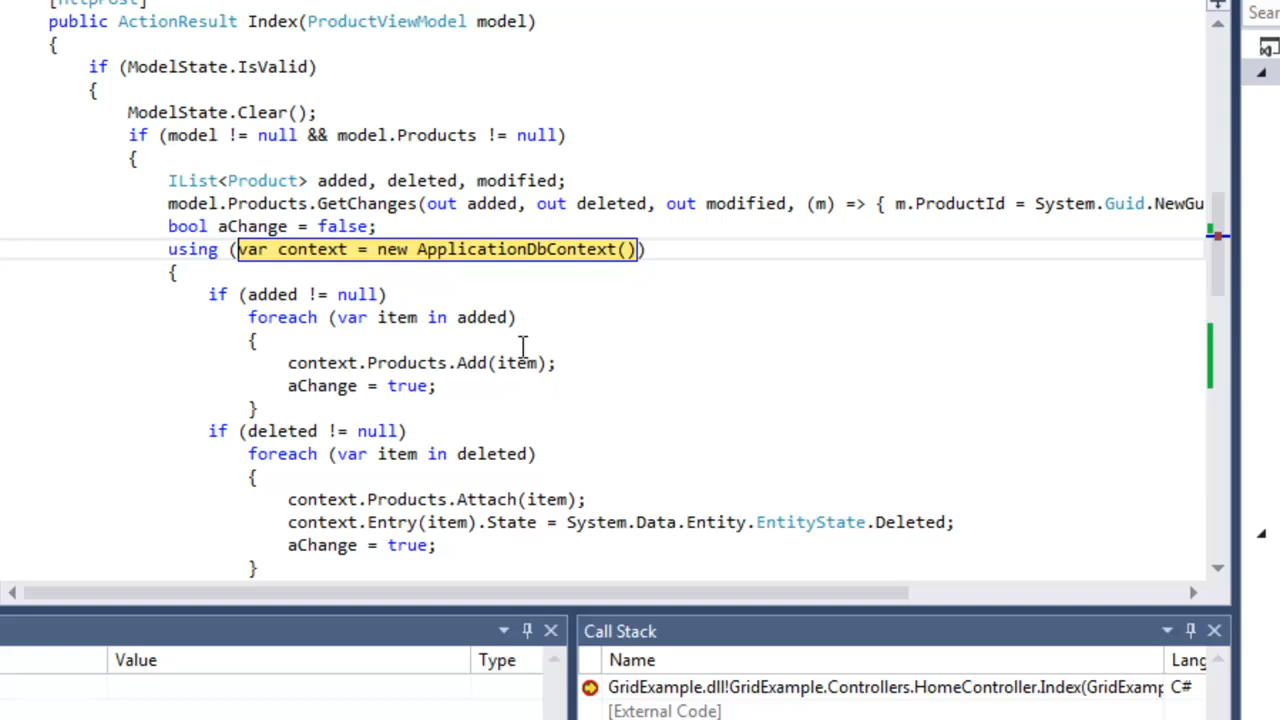 [HttpPost]
public ActionResult Index(ProductViewModel model)
{
if (ModelState.IsValid)
{
ModelState.Clear();
if (model != null && model.Products != null)
{
IList<Product> added, deleted, modified;
model.Products.GetChanges(out added, out deleted, out modified, (m) => { m.ProductId = System.Guid.NewGu
bool aChange = false;
using (var context = new ApplicationDbContext())
{
if (added != null)
foreach (var item in added)
{
context.Products.Add(item);
aChange = true;
}
if (deleted != null)
foreach (var item in deleted)
{
context.Products.Attach(item);
context.Entry(item).State = System.Data.Entity.EntityState.Deleted;
aChange = true;
}
Sear
Value Type
Call Stack
Name Lang
GridExample.dll!GridExample.Controllers.HomeController.Index(GridExamp C#
[External Code]